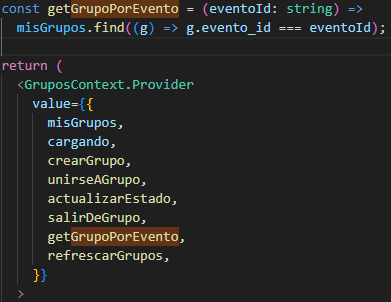 const getGrupoPorEvento = (eventoId: string) =>
misGrupos.find((g) => g.evento_id === eventoId);
return (
<GruposContext.Provider
value={{
misGrupos,
cargando,
crearGrupo,
unirseAGrupo,
actualizarEstado,
salirDeGrupo,
getGrupoPorEvento,
refrescarGrupos,
}}
>